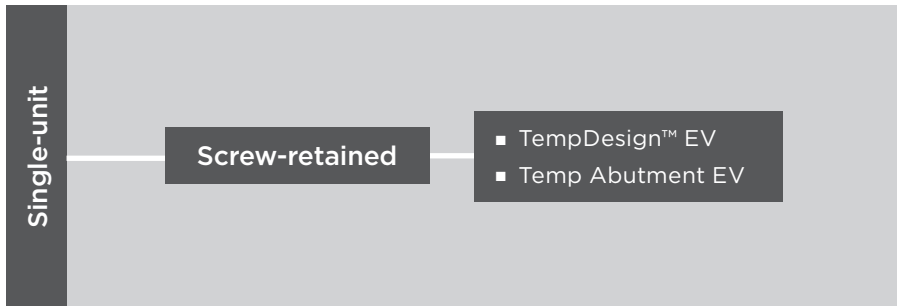 Single-unit
Screw-retained
▪ TempDesign™ EV
▪ Temp Abutment EV